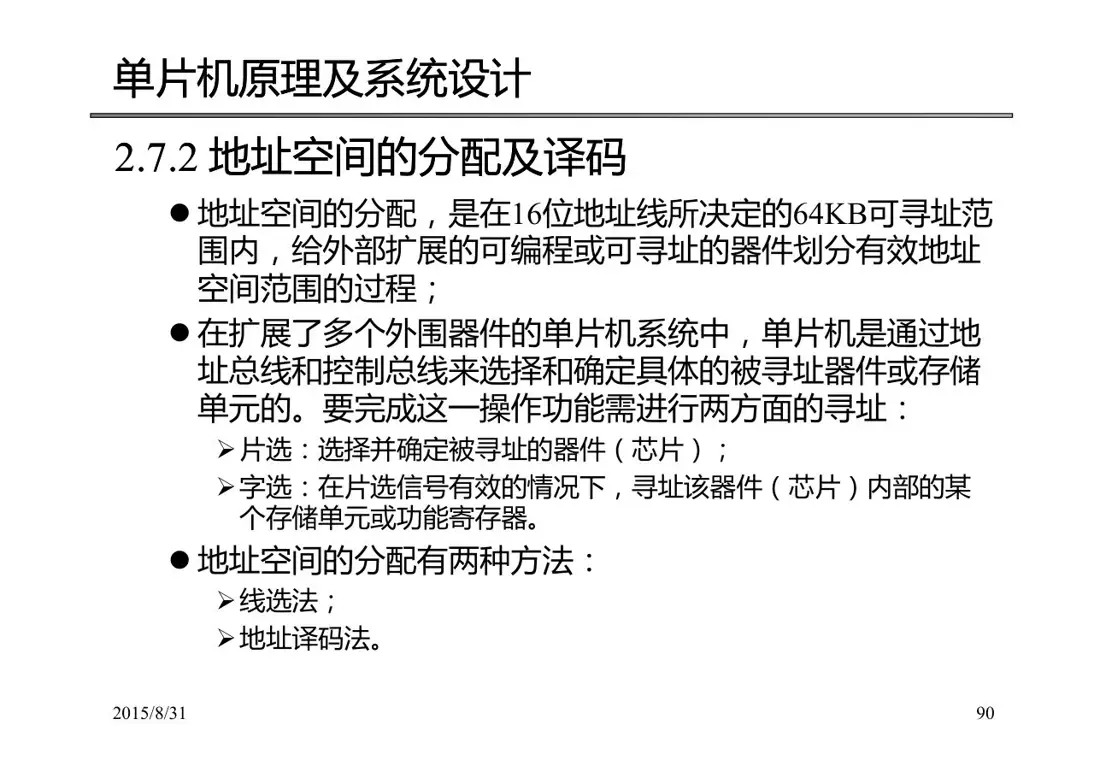 单片机原理及系统设计
2.7.2 地址空间的分配及译码
●地址空间的分配，是在16位地址线所决定的64KB可寻址范
围内，给外部扩展的可编程或可寻址的器件划分有效地址
空间范围的过程；
●在扩展了多个外围器件的单片机系统中，单片机是通过地
址总线和控制总线来选择和确定具体的被寻址器件或存储
单元的。要完成这一操作功能需进行两方面的寻址：
➢片选：选择并确定被寻址的器件（芯片）；
➢字选：在片选信号有效的情况下，寻址该器件（芯片）内部的某
个存储单元或功能寄存器。
●地址空间的分配有两种方法：
➢线选法；
➢地址译码法。
2015/8/31
90